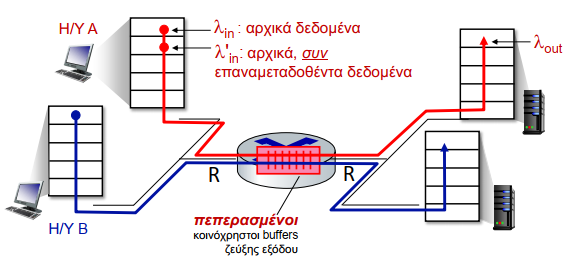 Η/Υ Α
λin : αρχικά δεδομένα
λ'in: αρχικά, συν
επαναμεταδοθέντα δεδομένα
λout
R
R
πεπερασμένοι
κοινόχρηστοι buffers
ζεύξης εξόδου
Η/Υ Β